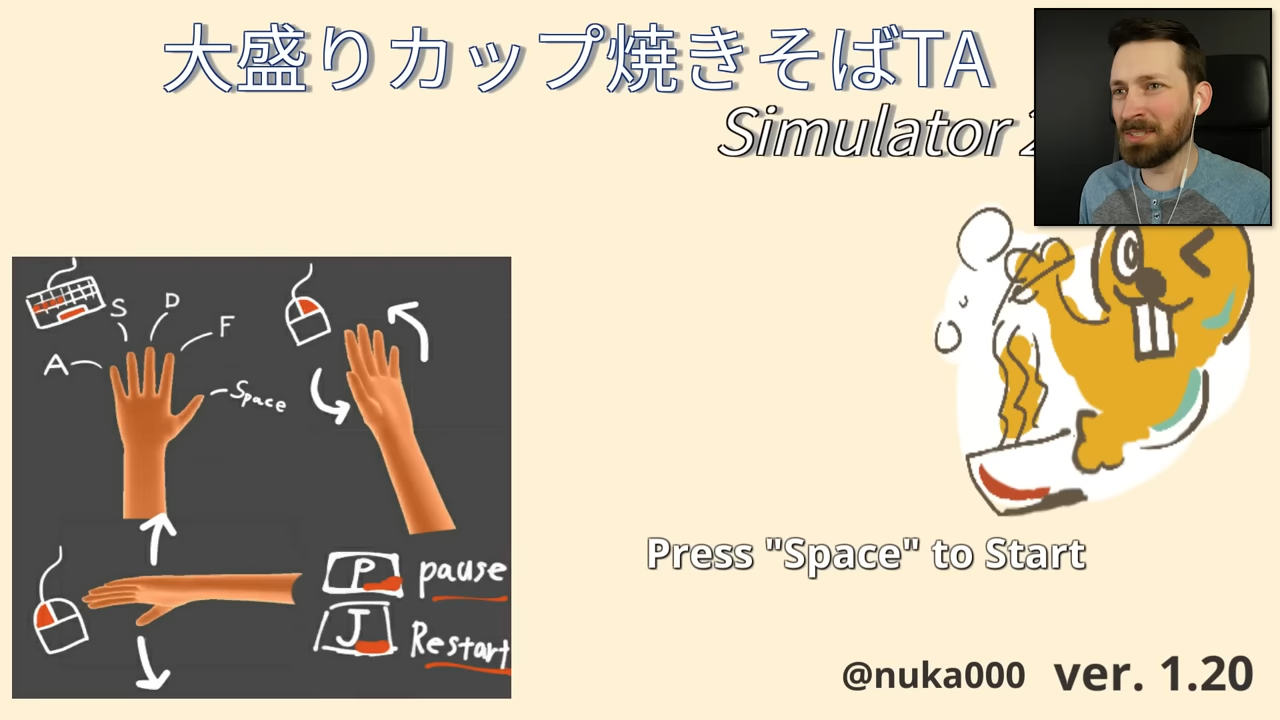 大盛りカップ焼きそばTA
Simulator
S
D
F
A
Space
P
pause
J
Restart
Press "Space" to Start
@nuka000
ver. 1.20